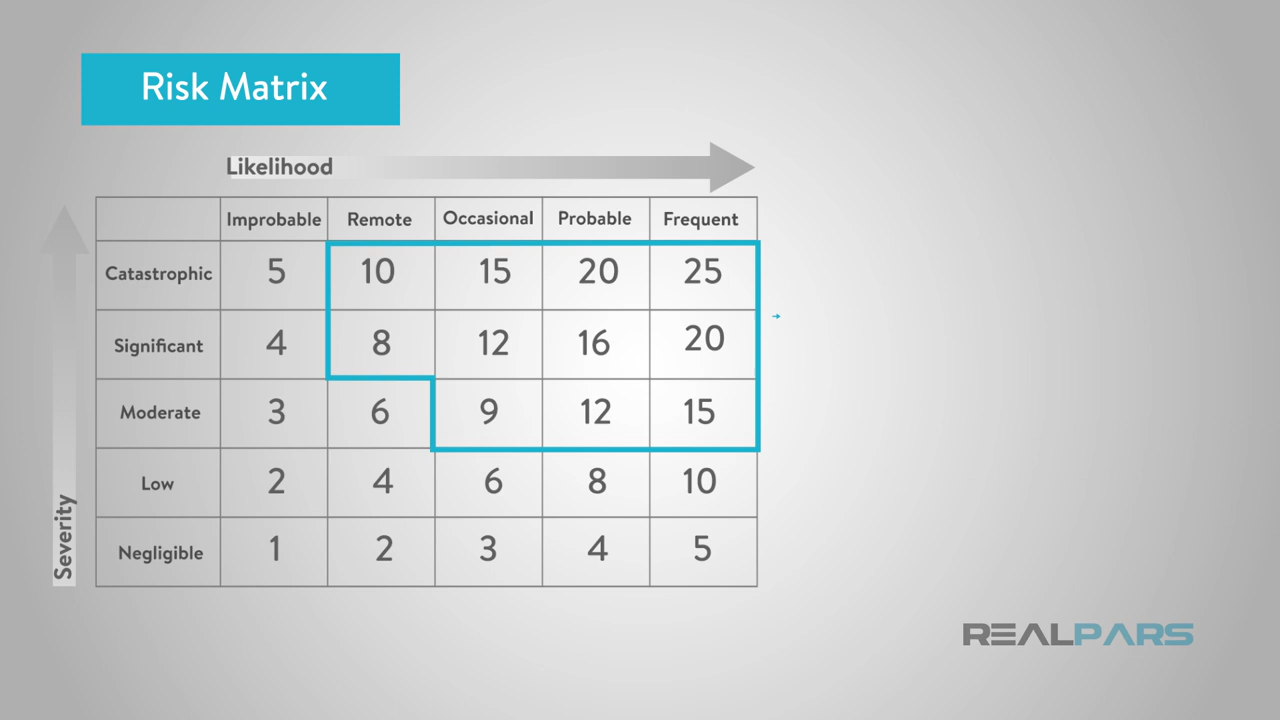 Risk Matrix
Likelihood
Improbable Remote Occasional Probable Frequent
Catastrophic 5 10 15 20 25
Significant 4 8 12 16 20
Moderate 3 6 9 12 15
Low 2 4 6 8 10
Negligible 1 2 3 4 5
Severity
REALPARS